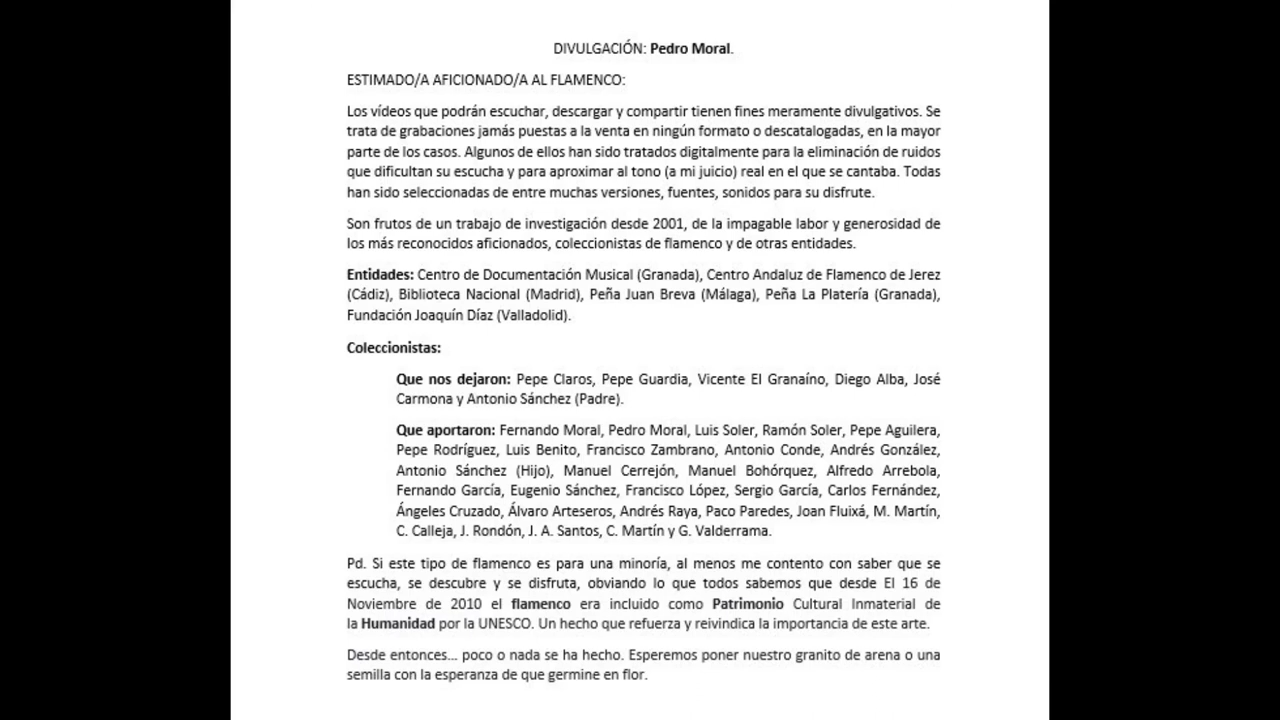 DIVULGACIÓN: Pedro Moral.
ESTIMADO/A AFICIONADO/A AL FLAMENCO:
Los vídeos que podrán escuchar, descargar y compartir tienen fines meramente divulgativos. Se
trata de grabaciones jamás puestas a la venta en ningún formato o descatalogadas, en la mayor
parte de los casos. Algunos de ellos han sido tratados digitalmente para la eliminación de ruidos
que dificultan su escucha y para aproximar al tono (a mi juicio) real en el que se cantaba. Todas
han sido seleccionadas de entre muchas versiones, fuentes, sonidos para su disfrute.
Son frutos de un trabajo de investigación desde 2001, de la impagable labor y generosidad de
los más reconocidos aficionados, coleccionistas de flamenco y de otras entidades.
Entidades: Centro de Documentación Musical (Granada), Centro Andaluz de Flamenco de Jerez
(Cádiz), Biblioteca Nacional (Madrid), Peña Juan Breva (Málaga), Peña La Platería (Granada),
Fundación Joaquín Díaz (Valladolid).
Coleccionistas:
Que nos dejaron: Pepe Claros, Pepe Guardia, Vicente El Granaíno, Diego Alba, José
Carmona y Antonio Sánchez (Padre).
Que aportaron: Fernando Moral, Pedro Moral, Luis Soler, Ramón Soler, Pepe Aguilera,
Pepe Rodríguez, Luis Benito, Francisco Zambrano, Antonio Conde, Andrés González,
Antonio Sánchez (Hijo), Manuel Cerrejón, Manuel Bohórquez, Alfredo Arrebola,
Fernando García, Eugenio Sánchez, Francisco López, Sergio García, Carlos Fernández,
Ángeles Cruzado, Álvaro Arteseros, Andrés Raya, Paco Paredes, Joan Fluixá, M. Martín,
C. Calleja, J. Rondón, J. A. Santos, C. Martín y G. Valderrama.
Pd. Si este tipo de flamenco es para una minoría, al menos me contento con saber que se
escucha, se descubre y se disfruta, obviando lo que todos sabemos que desde El 16 de
Noviembre de 2010 el flamenco era incluido como Patrimonio Cultural Inmaterial de
la Humanidad por la UNESCO. Un hecho que refuerza y reivindica la importancia de este arte.
Desde entonces... poco o nada se ha hecho. Esperemos poner nuestro granito de arena o una
semilla con la esperanza de que germine en flor.